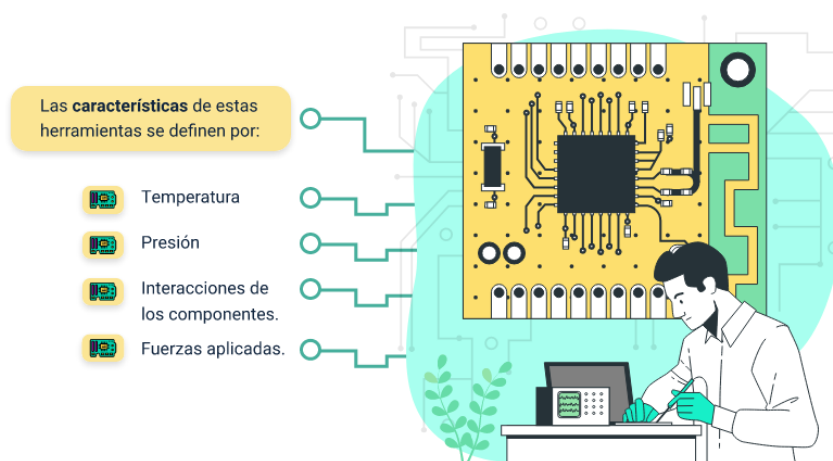 Las características de estas
herramientas se definen por:
Temperatura
Presión
Interacciones de
los componentes.
Fuerzas aplicadas.